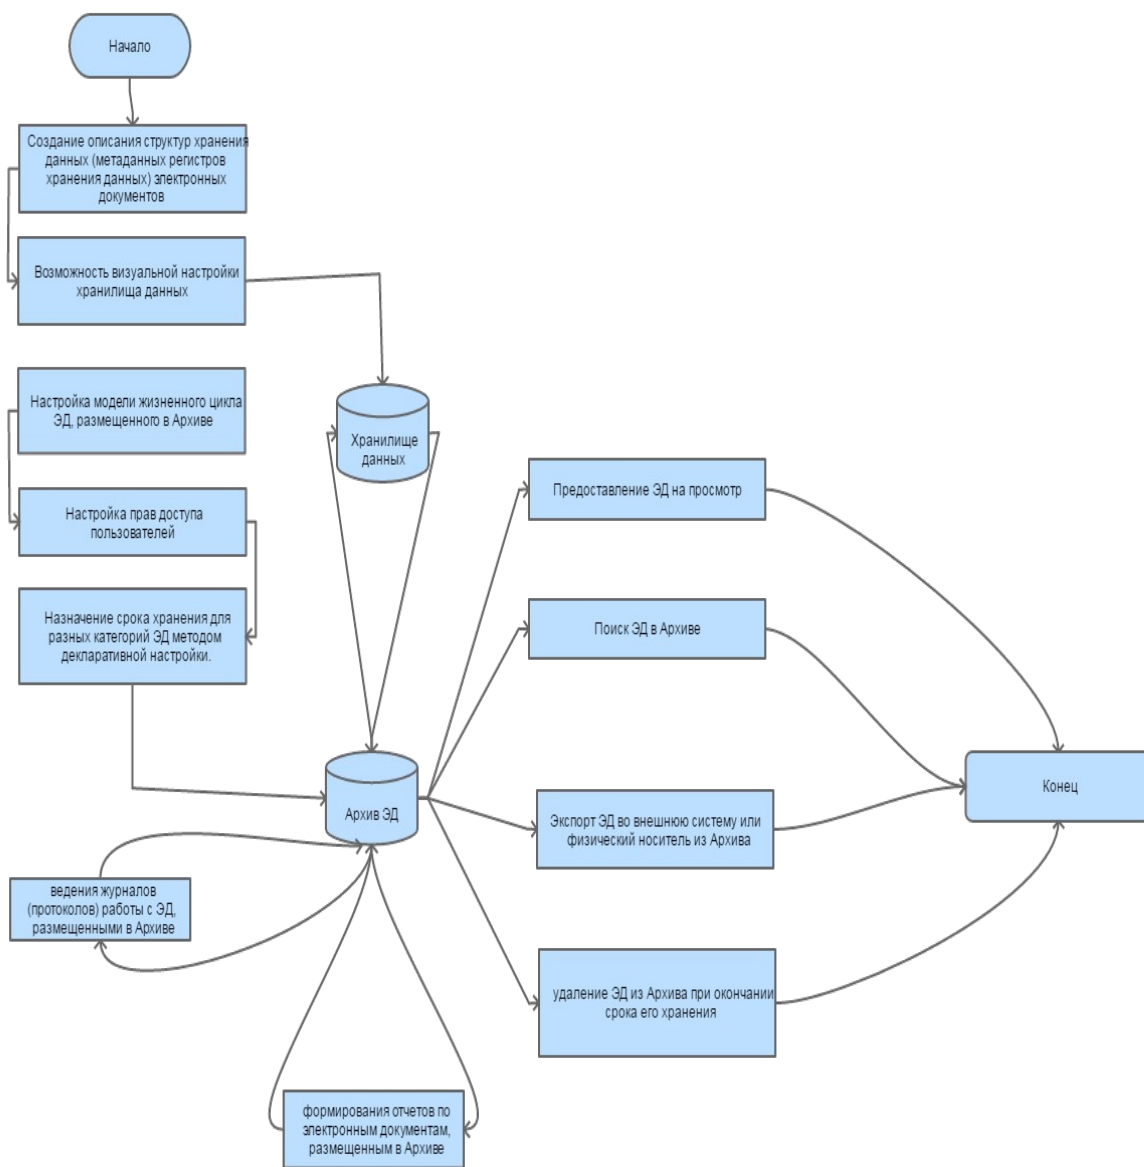 Начало
Создание описания структур хранения
данных (метаданных регистров
хранения данных) электронных
документов
Возможность визуальной настройки
хранилища данных
Настройка модели жизненного цикла
ЭД, размещенного в Архиве
Хранилище
данных
Настройка прав доступа
пользователей
Назначение срока хранения для
разных категорий ЭД методом
декларативной настройки.
Предоставление ЭД на просмотр
Поиск ЭД в Архиве
Архив ЭД
Экспорт ЭД во внешнюю систему или
физический носитель из Архива
Конец
ведения журналов
(протоколов) работы с ЭД,
размещенными в Архиве
удаление ЭД из Архива при окончании
срока его хранения
формирования отчетов по
электронным документам,
размещенным в Архиве